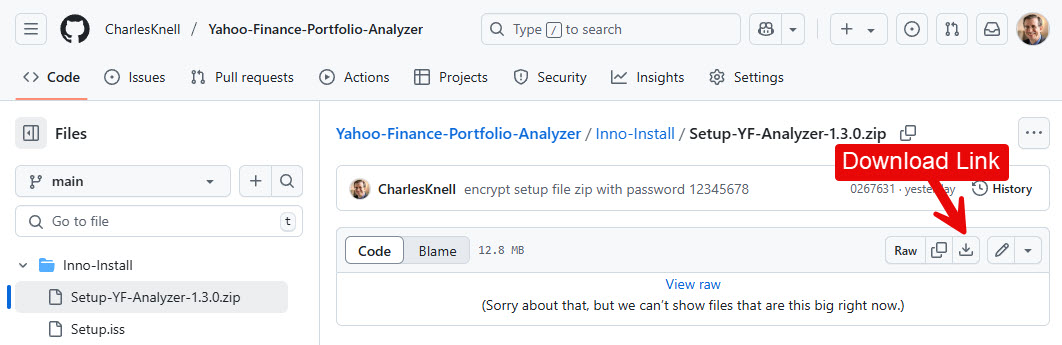 CharlesKnell / Yahoo-Finance-Portfolio-Analyzer
Type / to search
Code Issues Pull requests Actions Projects Security Insights Settings
Files
Yahoo-Finance-Portfolio-Analyzer / Inno-Install / Setup-YF-Analyzer-1.3.0.zip
Download Link
main
CharlesKnell encrypt setup file zip with password 12345678 0267631 · yesterday History
Go to file t
Code Blame 12.8 MB Raw
Inno-Install
View raw
Setup-YF-Analyzer-1.3.0.zip
(Sorry about that, but we can't show files that are this big right now.)
Setup.iss